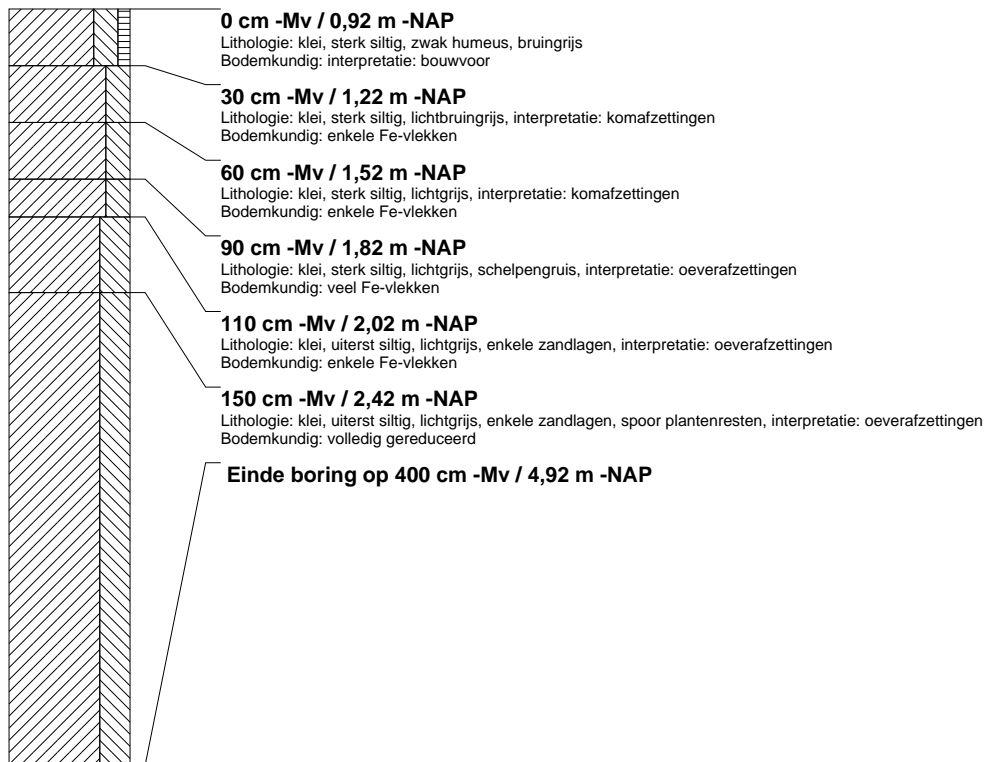 0 cm -Mv / 0,92 m -NAP
Lithologie: klei, sterk siltig, zwak humeus, bruingrijs
Bodemkundig: interpretatie: bouwvoor
30 cm -Mv / 1,22 m -NAP
Lithologie: klei, sterk siltig, lichtbruingrijs, interpretatie: komafzettingen
Bodemkundig: enkele Fe-vlekken
60 cm -Mv / 1,52 m -NAP
Lithologie: klei, sterk siltig, lichtgrijs, interpretatie: komafzettingen
Bodemkundig: enkele Fe-vlekken
90 cm -Mv / 1,82 m -NAP
Lithologie: klei, sterk siltig, lichtgrijs, schelpengruis, interpretatie: oeverafzettingen
Bodemkundig: veel Fe-vlekken
110 cm -Mv / 2,02 m -NAP
Lithologie: klei, uiterst siltig, lichtgrijs, enkele zandlagen, interpretatie: oeverafzettingen
Bodemkundig: enkele Fe-vlekken
150 cm -Mv / 2,42 m -NAP
Lithologie: klei, uiterst siltig, lichtgrijs, enkele zandlagen, spoor plantenresten, interpretatie: oeverafzettingen
Bodemkundig: volledig gereduceerd
Einde boring op 400 cm -Mv / 4,92 m -NAP